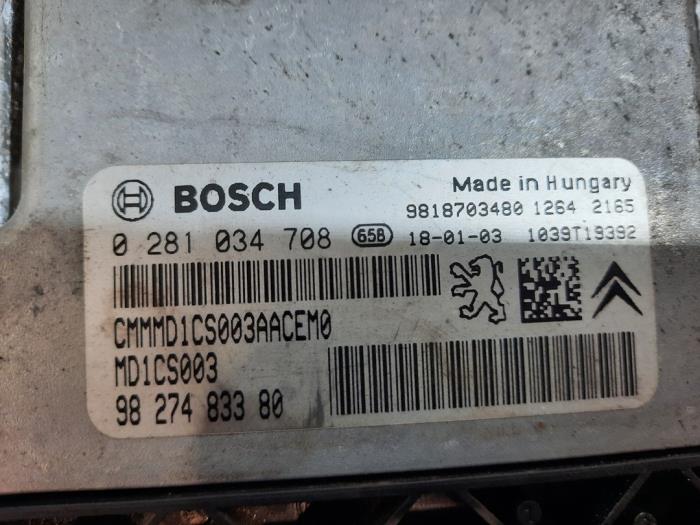 BOSCH
Made in Hungary
9818703480 1264 2165
0 281 034 708 65B 18-01-03 1039T19392
CMMMD1CS003AACEM0
MD1CS003
98 274 833 80